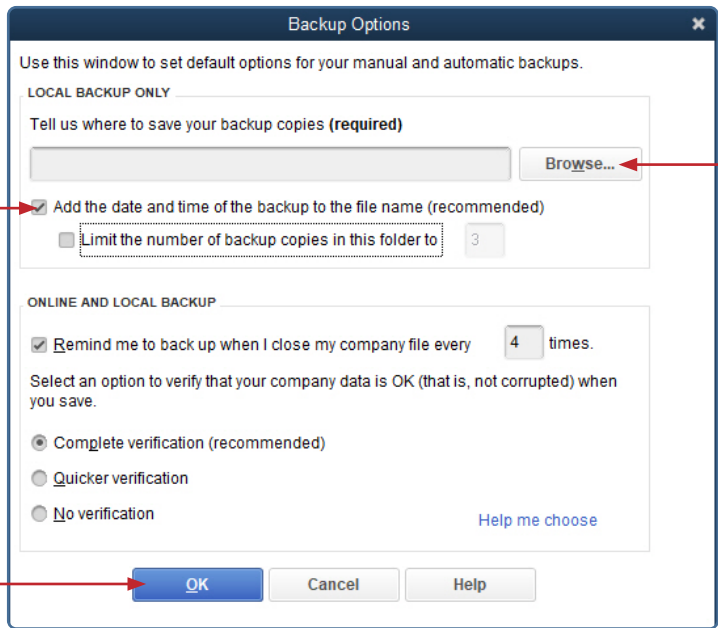 Backup Options
Use this window to set default options for your manual and automatic backups.
LOCAL BACKUP ONLY
Tell us where to save your backup copies (required)
Browse...
Add the date and time of the backup to the file name (recommended)
Limit the number of backup copies in this folder to 3
ONLINE AND LOCAL BACKUP
Remind me to back up when I close my company file every 4 times.
Select an option to verify that your company data is OK (that is, not corrupted) when
you save.
Complete verification (recommended)
Quicker verification
No verification
Help me choose
OK Cancel Help